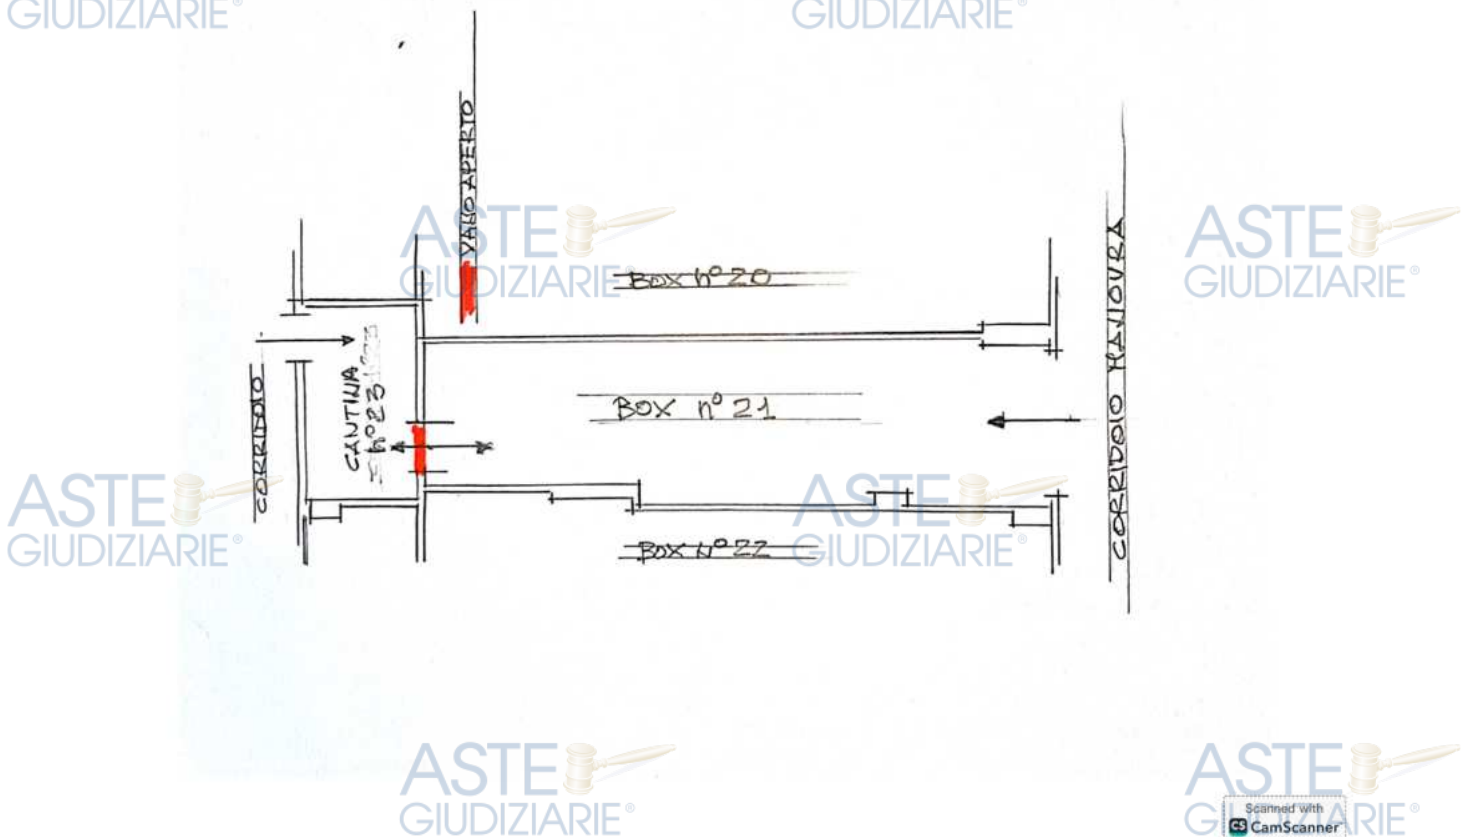 GIUDIZIARIE®
GIUDIZIARIE®
VANO APERTO
ASTE
GIUDIZIARIE
ASTE
GIUDIZIARIE®
BOX n° 20
CORRIDOIO MANOVRA
CORRIDOIO
CANTINA
n° 23
BOX n° 21
ASTE
GIUDIZIARIE®
ASTE
GIUDIZIARIE®
BOX N° 22
ASTE
GIUDIZIARIE®
ASTE
GIUDIZIARIE®
Scanned with
CS CamScanner